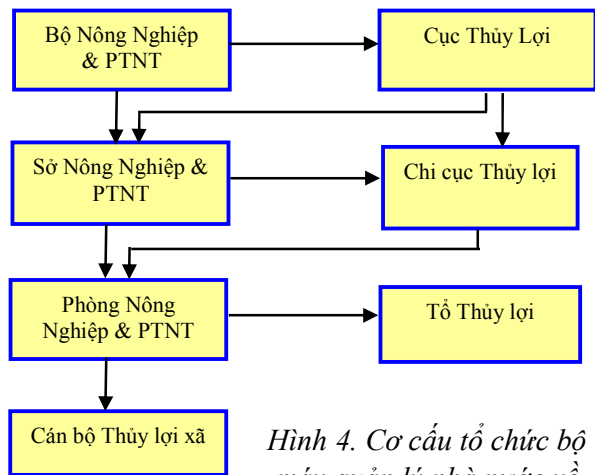 Bộ Nông Nghiệp
& PTNT
Cục Thủy Lợi
Sở Nông Nghiệp &
PTNT
Chi cục Thủy lợi
Phòng Nông
Nghiệp & PTNT
Tổ Thủy lợi
Cán bộ Thủy lợi xã
Hình 4. Cơ cấu tổ chức bộ
máy quản lý nhà nước về